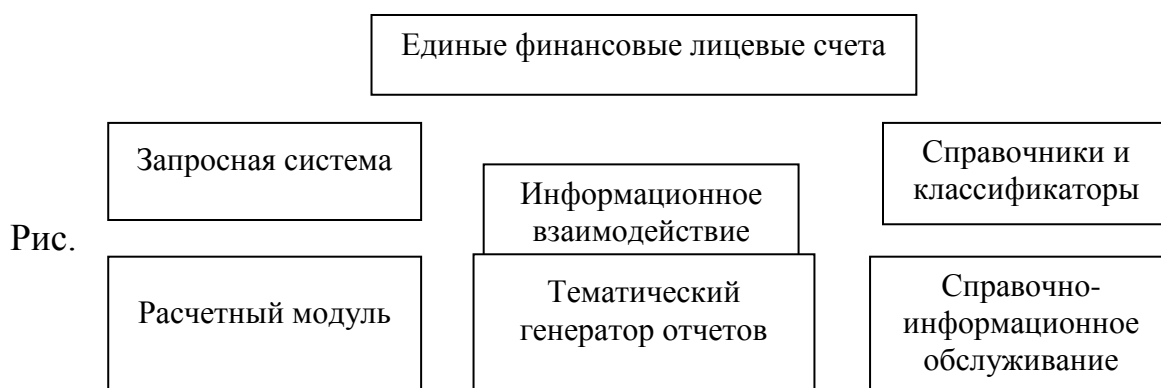 Единые финансовые лицевые счета
Запросная система
Справочники и
классификаторы
Информационное
взаимодействие
Рис.
Расчетный модуль
Тематический
генератор отчетов
Справочно-
информационное
обслуживание